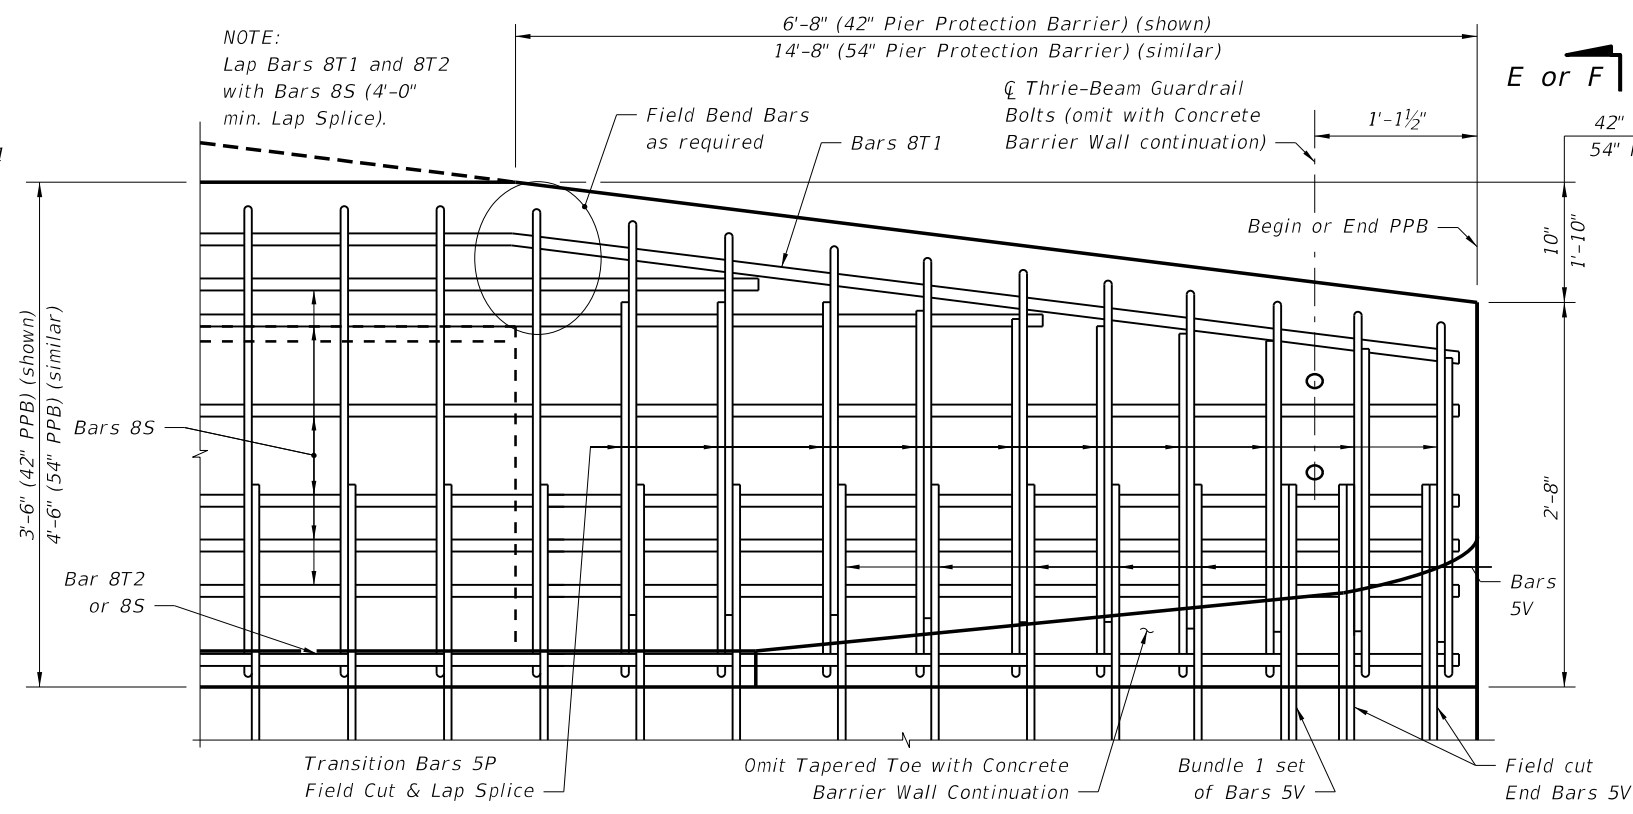 6'-8" (42" Pier Protection Barrier) (shown)
14'-8" (54" Pier Protection Barrier) (similar)
NOTE:
Lap Bars 8T1 and 8T2
with Bars 8S (4'-0"
min. Lap Splice).
Field Bend Bars
as required
Bars 8T1
℄ Thrie-Beam Guardrail
Bolts (omit with Concrete
Barrier Wall continuation)
E or F
1'-1½"
42"
54"
Begin or End PPB
10"
1'-10"
3'-6" (42" PPB) (shown)
4'-6" (54" PPB) (similar)
Bars 8S
2'-8"
Bar 8T2
or 8S
Bars
5V
Transition Bars 5P
Field Cut & Lap Splice
Omit Tapered Toe with Concrete
Barrier Wall Continuation
Bundle 1 set
of Bars 5V
Field cut
End Bars 5V